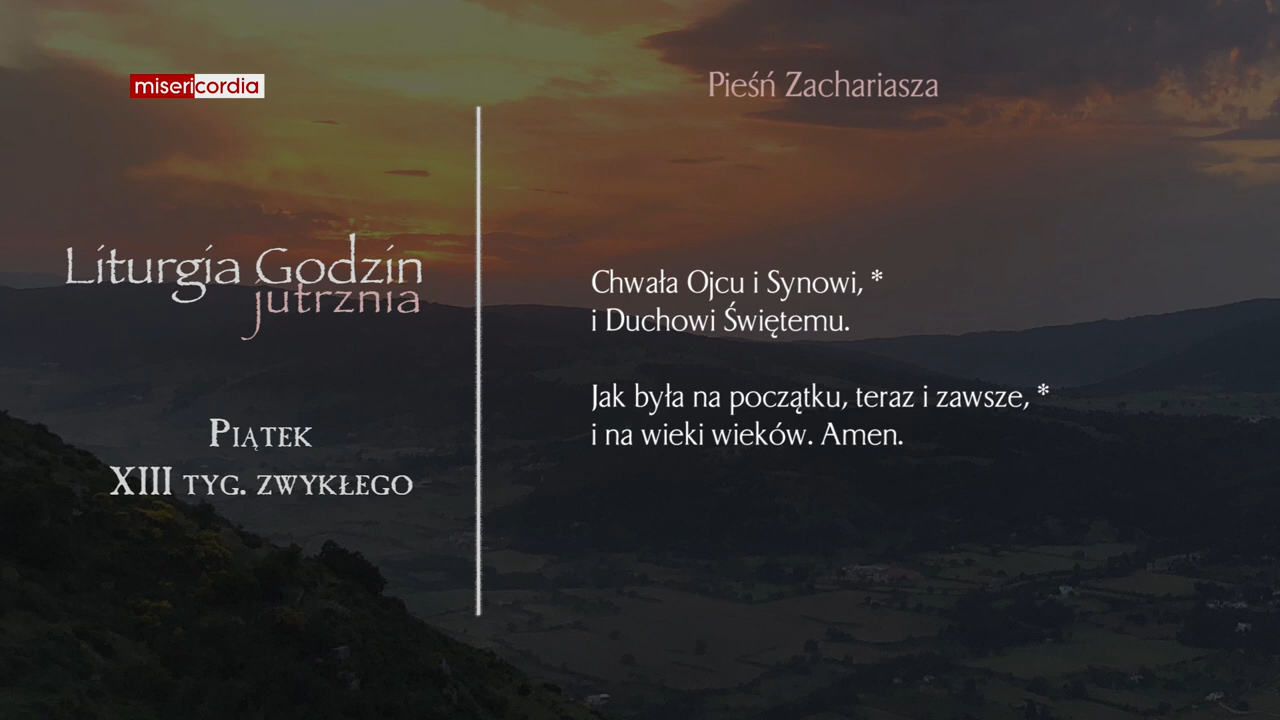 misericordia
Liturgia Godzin
jutrznia
Piątek
XIII tyg. zwykłego
Pieśń Zachariasza
Chwała Ojcu i Synowi, *
i Duchowi Świętemu.
Jak była na początku, teraz i zawsze, *
i na wieki wieków. Amen.